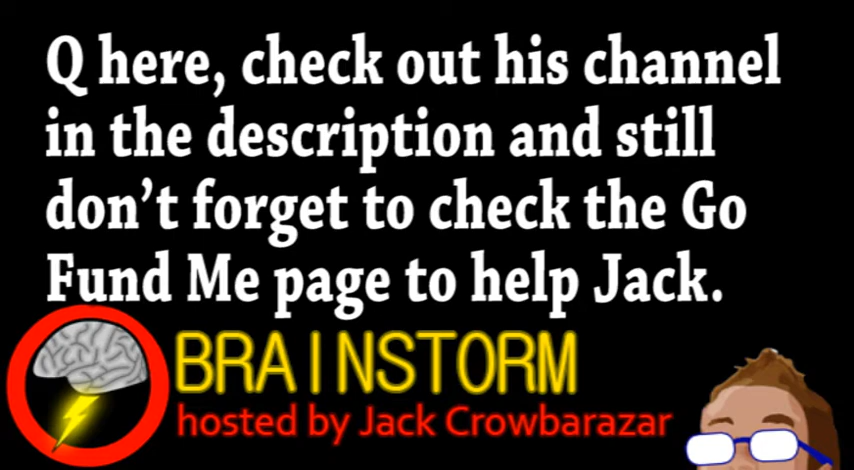 Q here, check out his channel
in the description and still
don’t forget to check the Go
Fund Me page to help Jack.
BRAINSTORM
hosted by Jack Crowbarazar